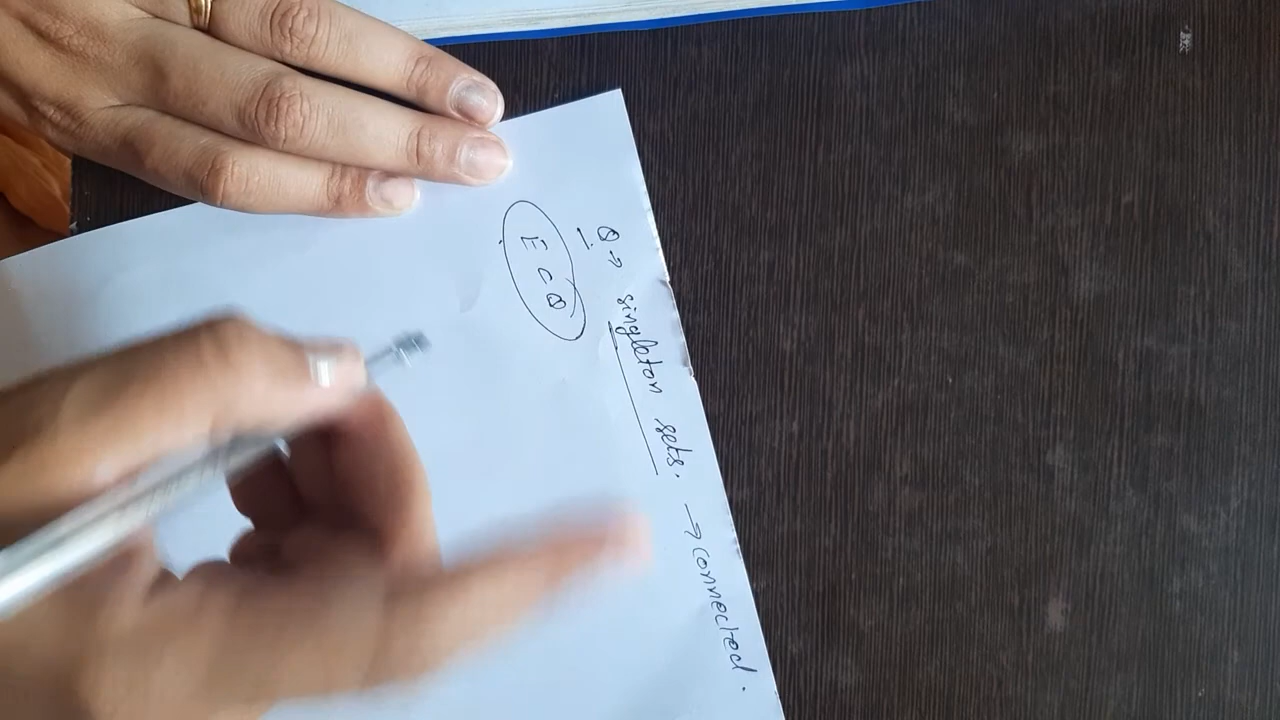 Q → singleton sets. → connected.
E ⊂ Q